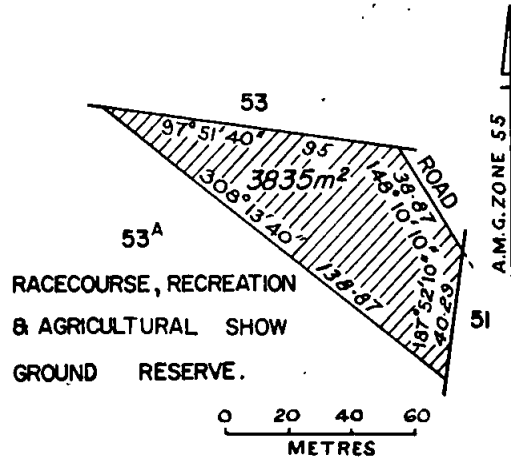 53
97° 51' 40"
95
3835m²
ROAD
38·87
148° 10' 10"
308° 13' 40"
138·87
187° 52' 10"
40·29
51
A.M.G. ZONE 55
53ᴬ
RACECOURSE, RECREATION
& AGRICULTURAL SHOW
GROUND RESERVE.
0 20 40 60
METRES